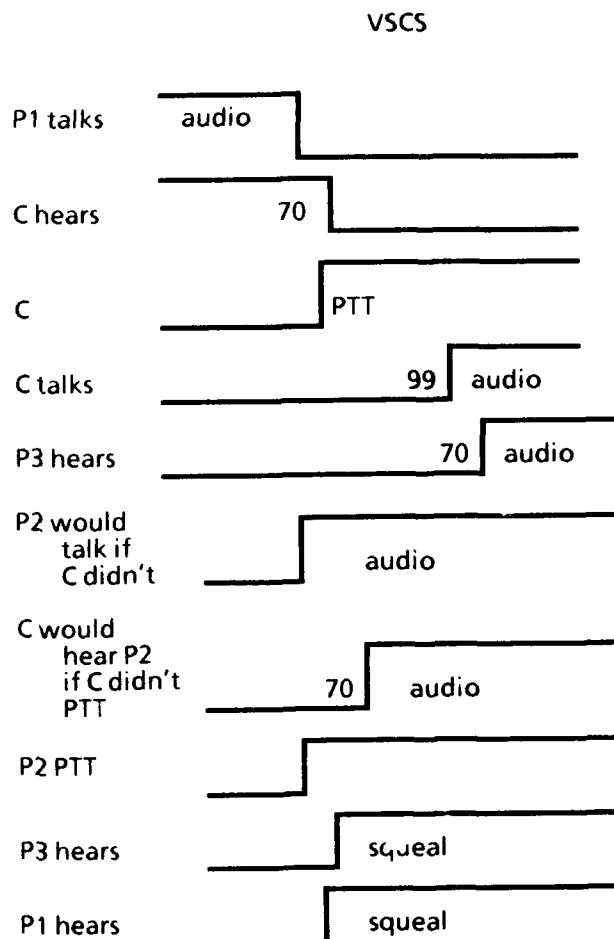 VSCS
P1 talks audio
C hears 70
C PTT
C talks 99 audio
P3 hears 70 audio
P2 would
talk if
C didn't audio
C would
hear P2
if C didn't 70 audio
PTT
P2 PTT
P3 hears squeal
P1 hears squeal